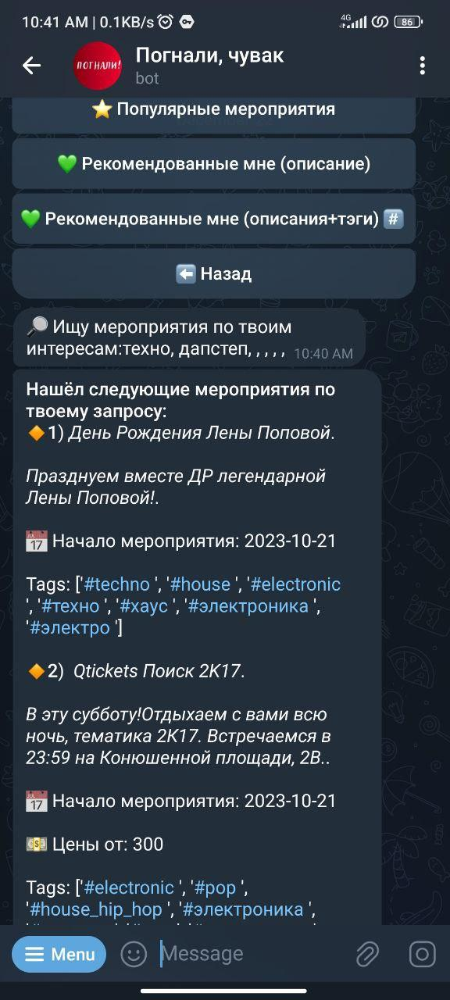 10:41 AM | 0.1KB/s
4G
86
ПОГНАЛИ!
Погнали, чувак
bot
⭐ Популярные мероприятия
💚 Рекомендованные мне (описание)
💚 Рекомендованные мне (описания+тэги) #️⃣
⬅️ Назад
🔎 Ищу мероприятия по твоим
интересам:техно, дапстеп, , , , , 10:40 AM
Нашёл следующие мероприятия по
твоему запросу:
🔸1) День Рождения Лены Поповой.
Празднуем вместе ДР легендарной
Лены Поповой!.
📅 Начало мероприятия: 2023-10-21
Tags: ['#techno ', '#house ', '#electronic
', '#техно ', '#хаус ', '#электроника ',
'#электро ']
🔸2) Qtickets Поиск 2K17.
В эту субботу!Отдыхаем с вами всю
ночь, тематика 2К17. Встречаемся в
23:59 на Конюшенной площади, 2В..
📅 Начало мероприятия: 2023-10-21
💵 Цены от: 300
Tags: ['#electronic ', '#pop ',
'#house_hip_hop ', '#электроника ',
Menu
Message